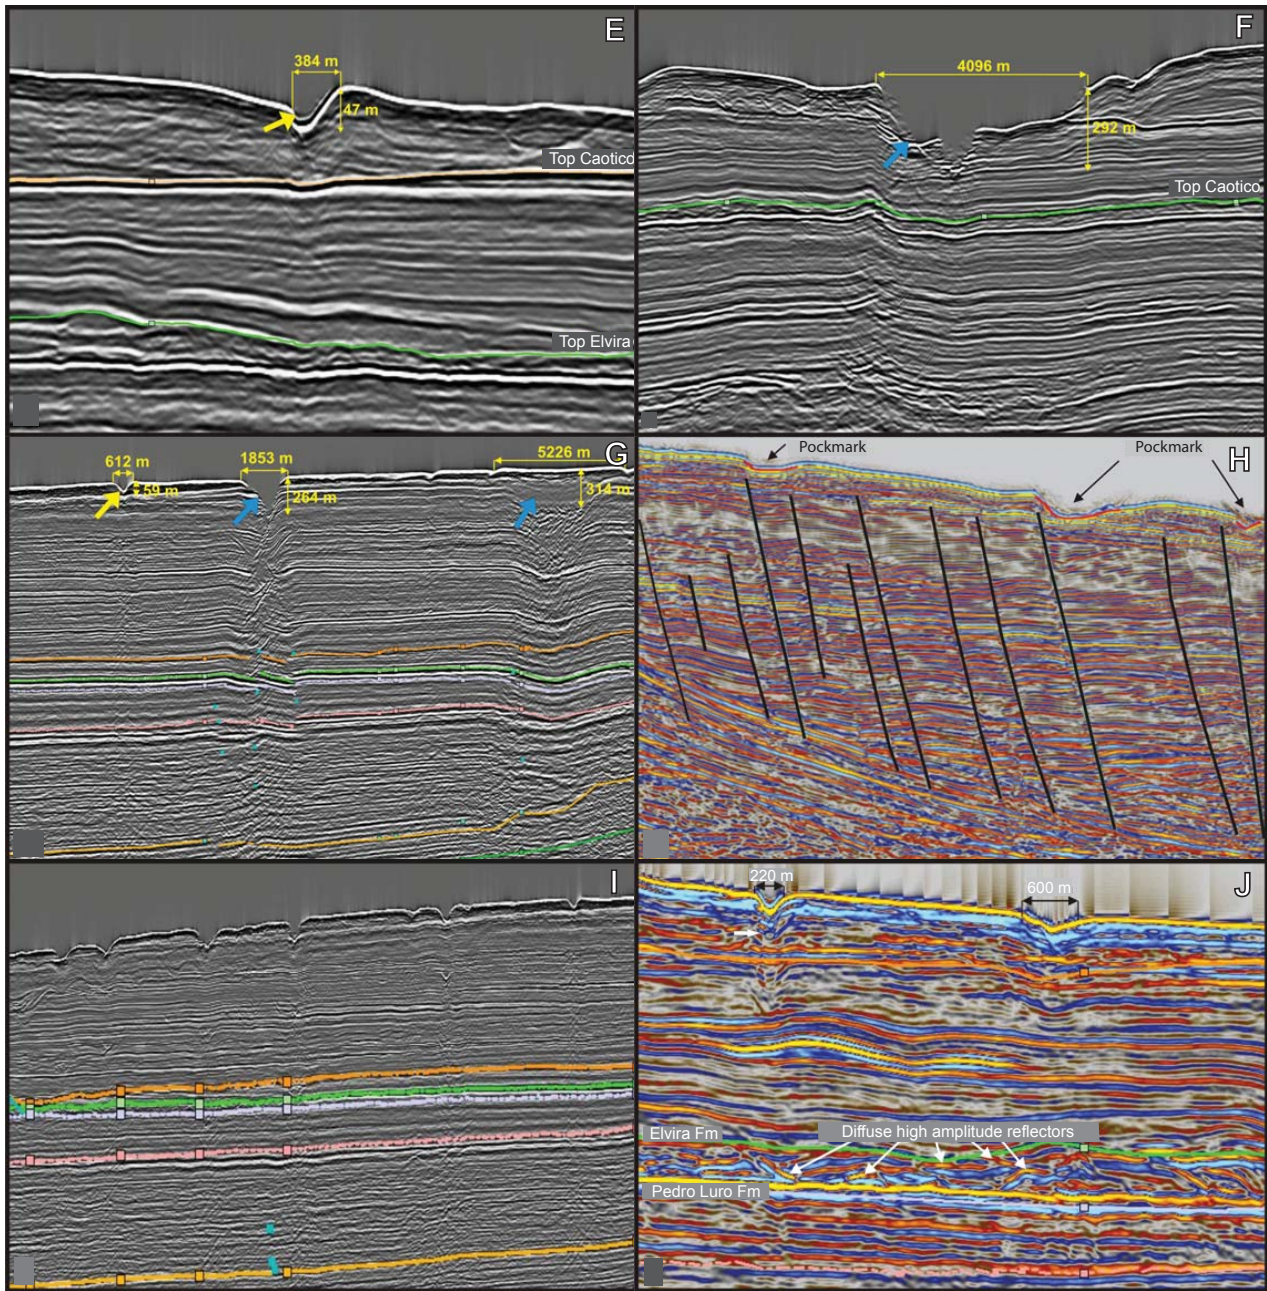 E
384 m
47 m
Top Caotico
Top Elvira
F
4096 m
292 m
Top Caotico
G
612 m
59 m
1853 m
264 m
5226 m
314 m
H
Pockmark
Pockmark
I
J
220 m
600 m
Elvira Fm
Diffuse high amplitude reflectors
Pedro Luro Fm